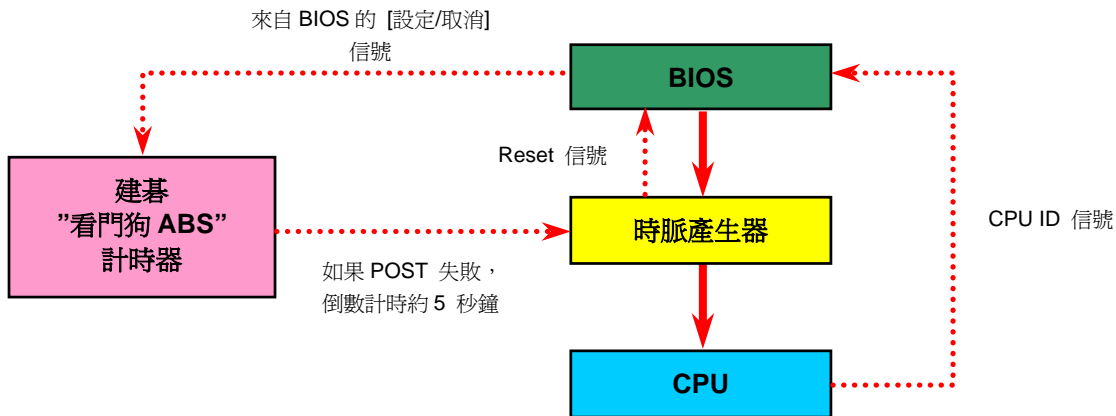 來自 BIOS 的 [設定/取消]
信號
BIOS
Reset 信號
建碁
”看門狗 ABS”
計時器
時脈產生器
CPU ID 信號
如果 POST 失敗，
倒數計時約 5 秒鐘
CPU